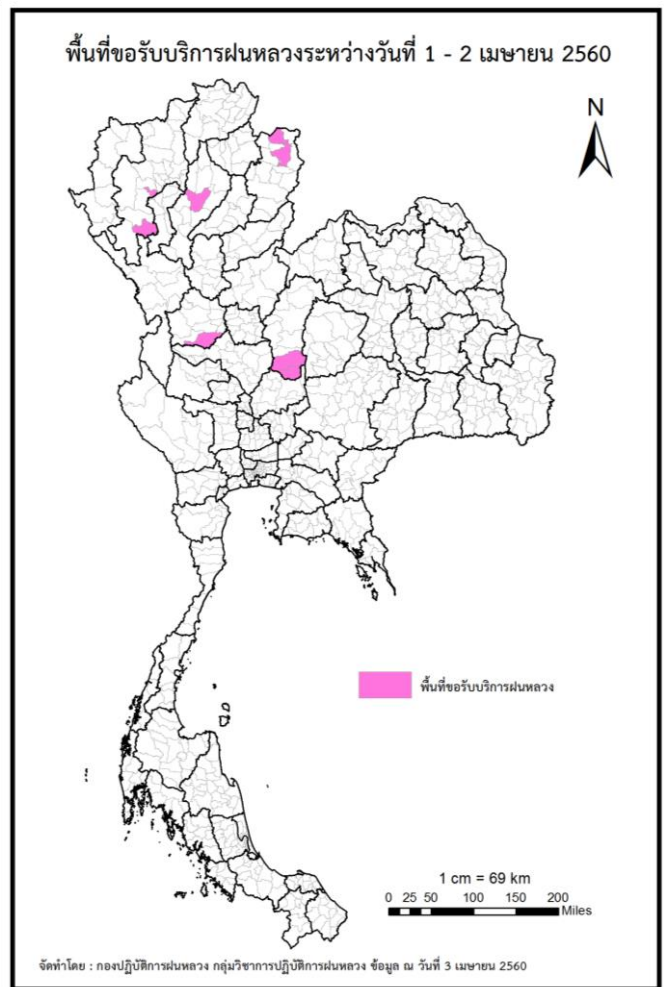 พื้นที่ขอรับบริการฝนหลวงระหว่างวันที่ 1 - 2 เมษายน 2560
N
พื้นที่ขอรับบริการฝนหลวง
1 cm = 69 km
0 25 50 100 150 200
Miles
จัดทำโดย : กองปฏิบัติการฝนหลวง กลุ่มวิชาการปฏิบัติการฝนหลวง ข้อมูล ณ วันที่ 3 เมษายน 2560